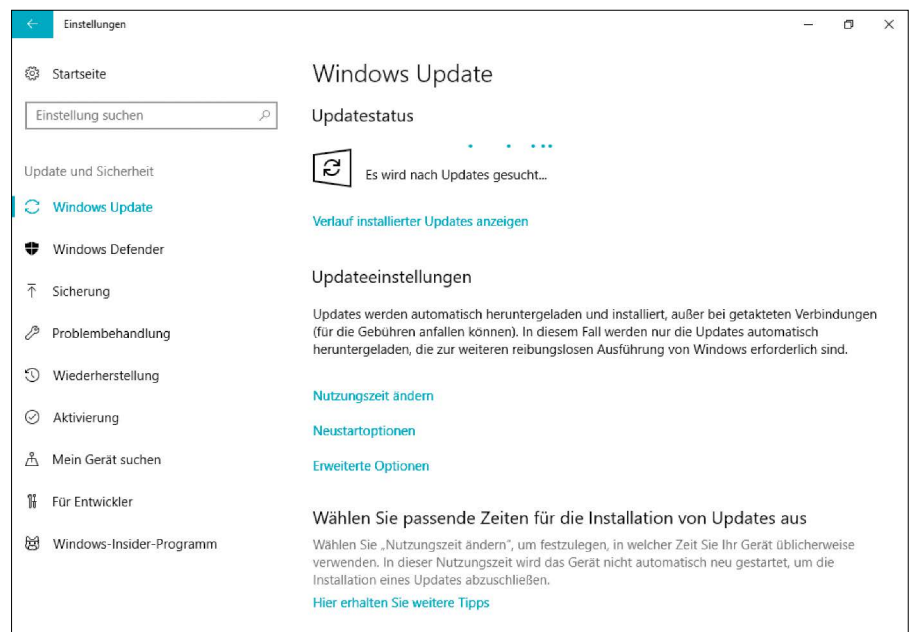 Einstellungen
Startseite
Einstellung suchen
Update und Sicherheit
Windows Update
Windows Defender
Sicherung
Problembehandlung
Wiederherstellung
Aktivierung
Mein Gerät suchen
Für Entwickler
Windows-Insider-Programm
Windows Update
Updatestatus
Es wird nach Updates gesucht...
Verlauf installierter Updates anzeigen
Updateeinstellungen
Updates werden automatisch heruntergeladen und installiert, außer bei getakteten Verbindungen
(für die Gebühren anfallen können). In diesem Fall werden nur die Updates automatisch
heruntergeladen, die zur weiteren reibungslosen Ausführung von Windows erforderlich sind.
Nutzungszeit ändern
Neustartoptionen
Erweiterte Optionen
Wählen Sie passende Zeiten für die Installation von Updates aus
Wählen Sie „Nutzungszeit ändern“, um festzulegen, in welcher Zeit Sie Ihr Gerät üblicherweise
verwenden. In dieser Nutzungszeit wird das Gerät nicht automatisch neu gestartet, um die
Installation eines Updates abzuschließen.
Hier erhalten Sie weitere Tipps